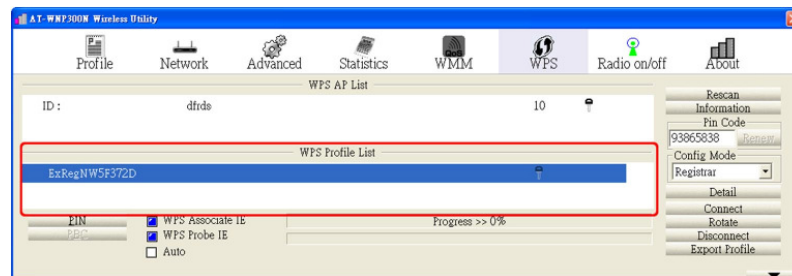 AT-WNP300N Wireless Utility
Profile Network Advanced Statistics WMM WPS Radio on/off About
QoS
WPS AP List
ID : dfrds 10
Rescan
Information
Pin Code
93865838 Renew
WPS Profile List
Config Mode
ExRegNW5F372D
Registrar
Detail
PIN WPS Associate IE Progress >> 0%
Connect
PBC WPS Probe IE
Rotate
Disconnect
Auto
Export Profile